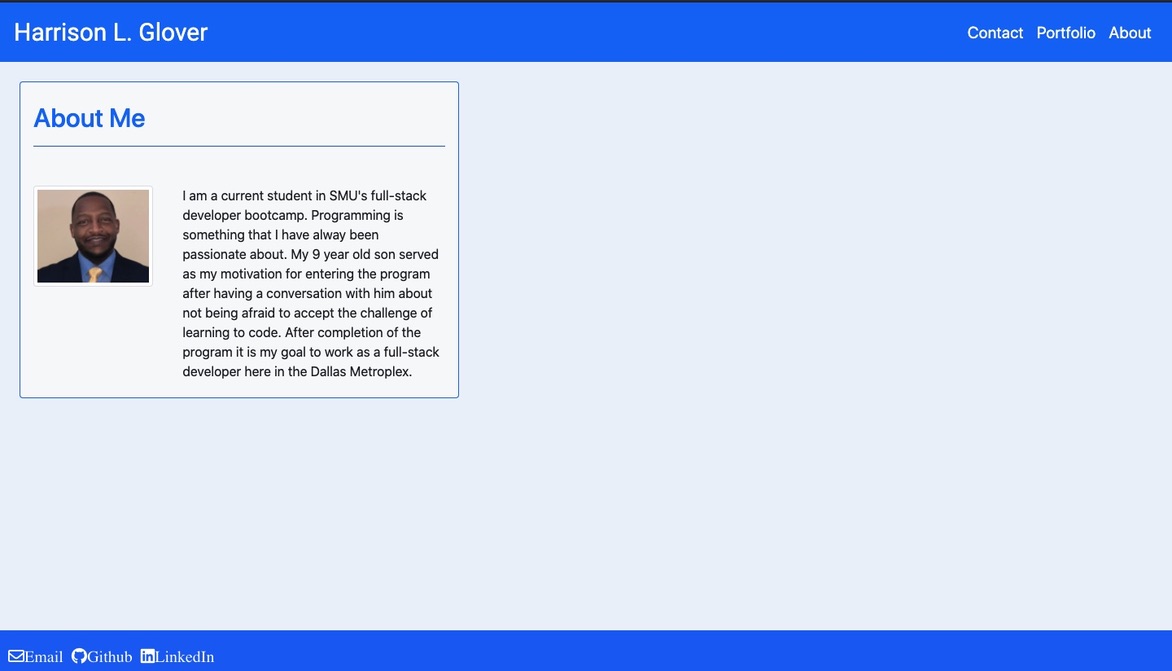 Harrison L. Glover
Contact Portfolio About
About Me
I am a current student in SMU's full-stack
developer bootcamp. Programming is
something that I have alway been
passionate about. My 9 year old son served
as my motivation for entering the program
after having a conversation with him about
not being afraid to accept the challenge of
learning to code. After completion of the
program it is my goal to work as a full-stack
developer here in the Dallas Metroplex.
Email Github LinkedIn